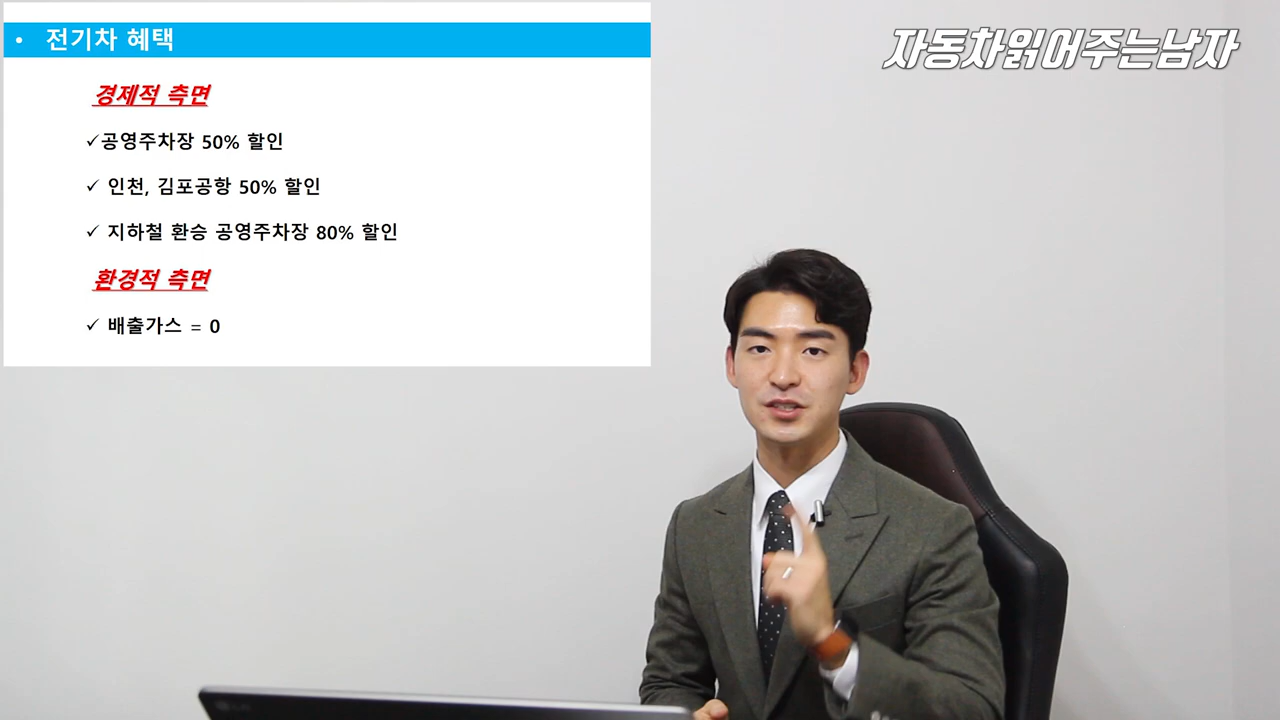 • 전기차 혜택
자동차읽어주는남자
경제적 측면
✓공영주차장 50% 할인
✓ 인천, 김포공항 50% 할인
✓ 지하철 환승 공영주차장 80% 할인
환경적 측면
✓ 배출가스 = 0